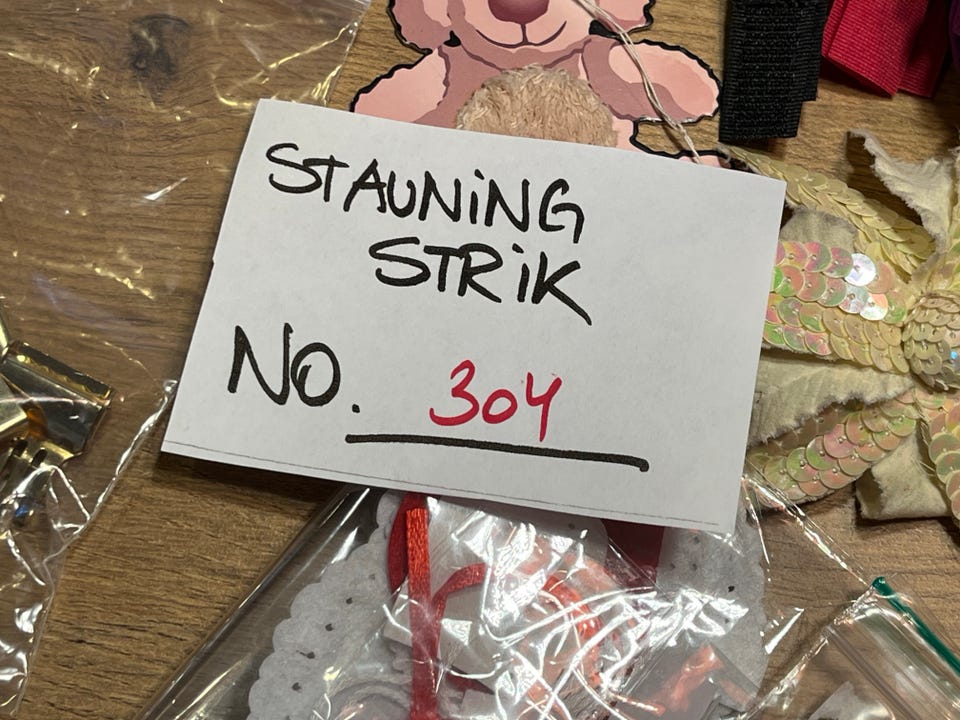 STAUNING
STRIK
NO. 304